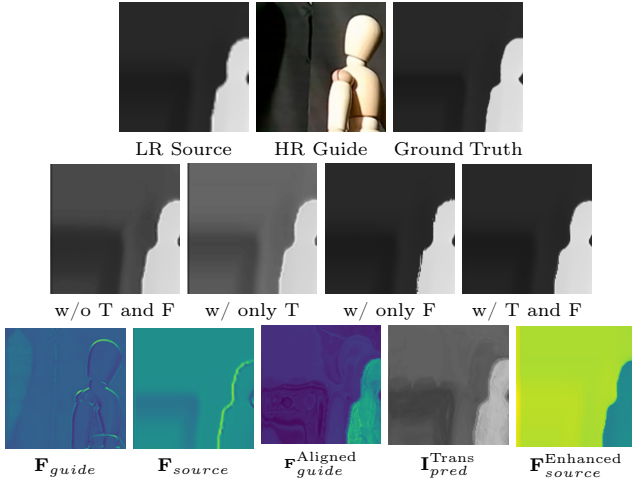 LR Source HR Guide Ground Truth
w/o T and F w/ only T w/ only F w/ T and F
F_guide F_source F_guide^Aligned I_pred^Trans F_source^Enhanced